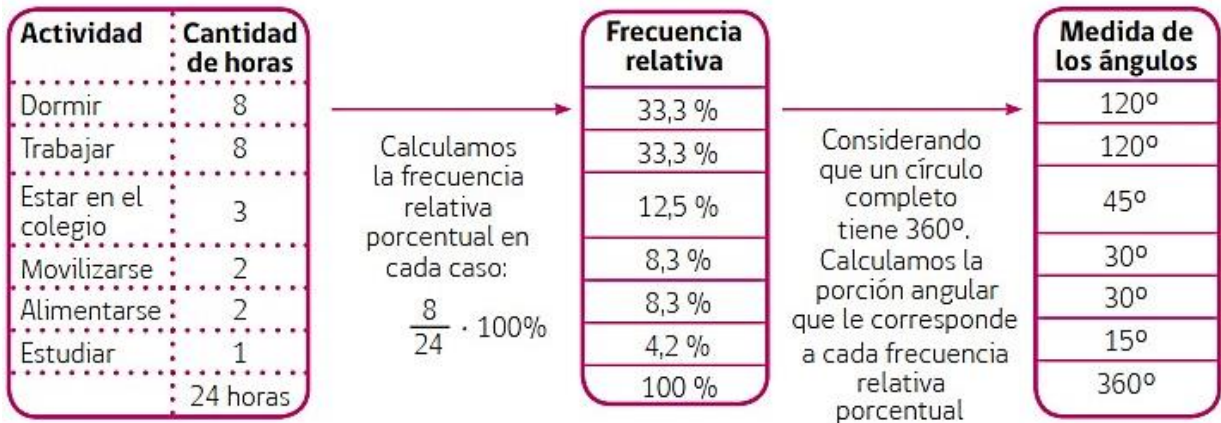 Actividad Cantidad de horas
Dormir 8
Trabajar 8
Estar en el colegio 3
Movilizarse 2
Alimentarse 2
Estudiar 1
24 horas
Calculamos
la frecuencia
relativa
porcentual en
cada caso:
8/24 · 100%
Frecuencia
relativa
33,3 %
33,3 %
12,5 %
8,3 %
8,3 %
4,2 %
100 %
Considerando
que un círculo
completo
tiene 360º.
Calculamos la
porción angular
que le corresponde
a cada frecuencia
relativa
porcentual
Medida de
los ángulos
120º
120º
45º
30º
30º
15º
360º